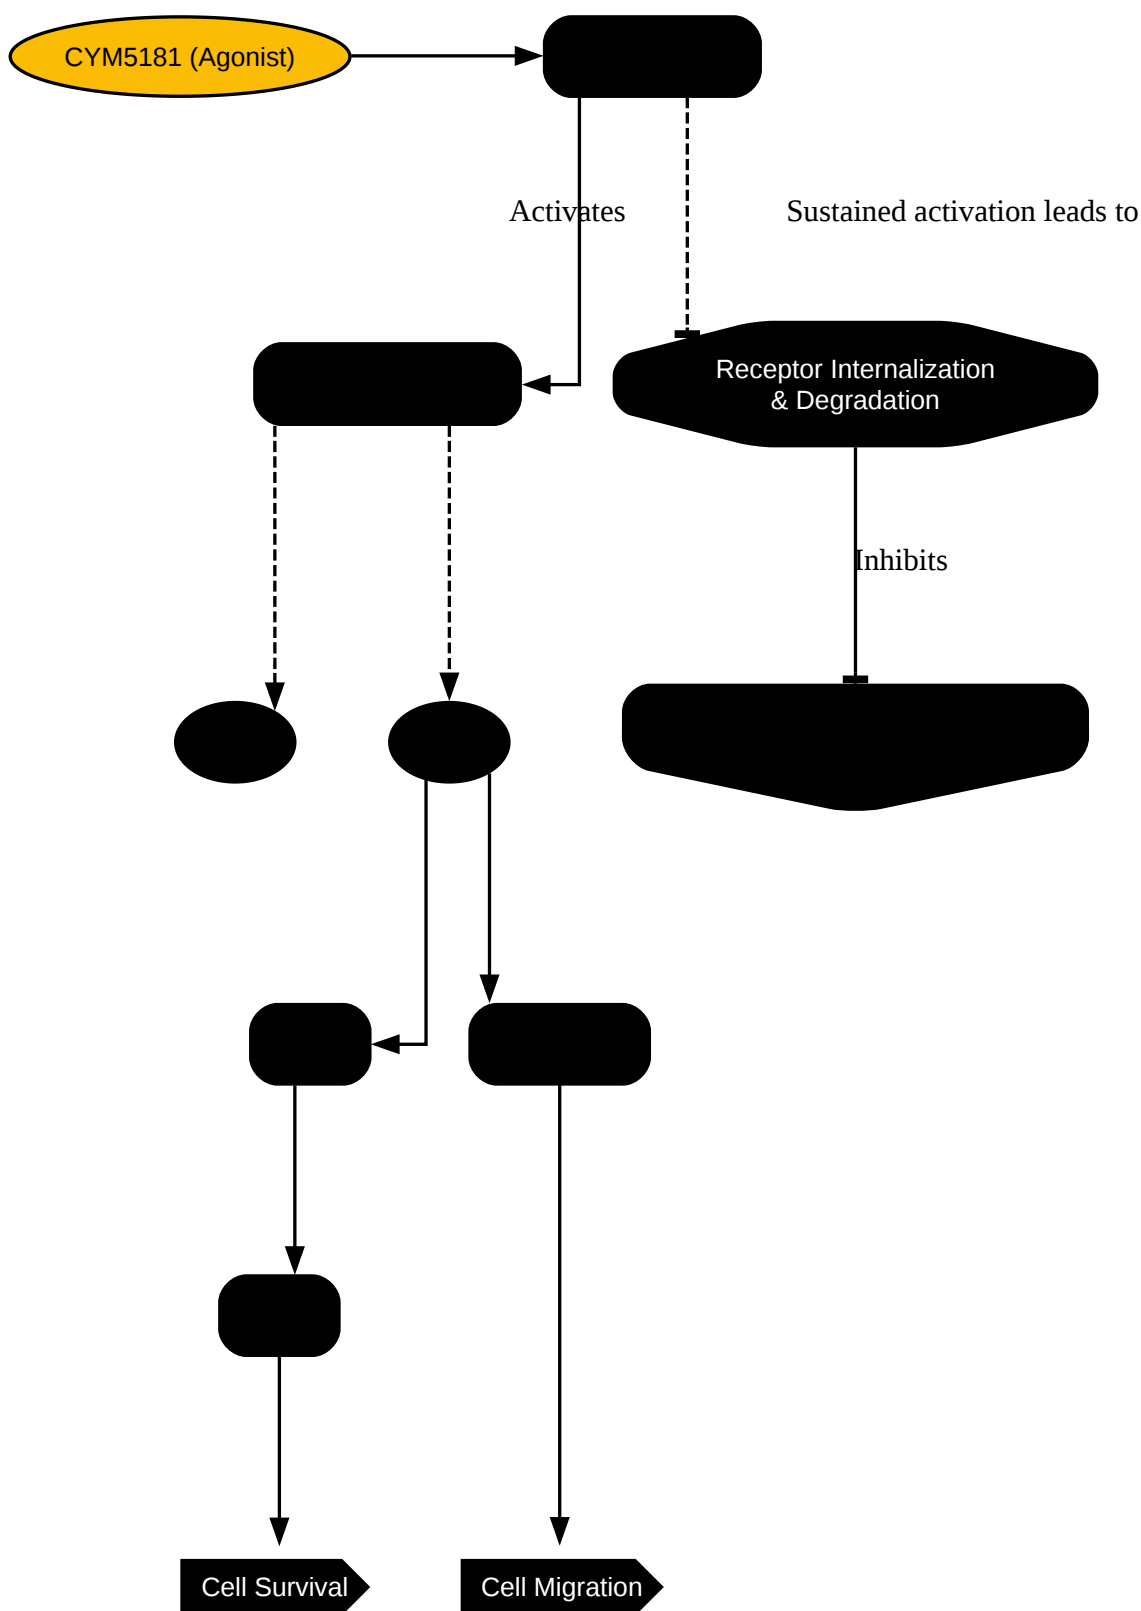 CYM5181 (Agonist)
Activates
Sustained activation leads to
Receptor Internalization
& Degradation
Inhibits
Cell Survival
Cell Migration